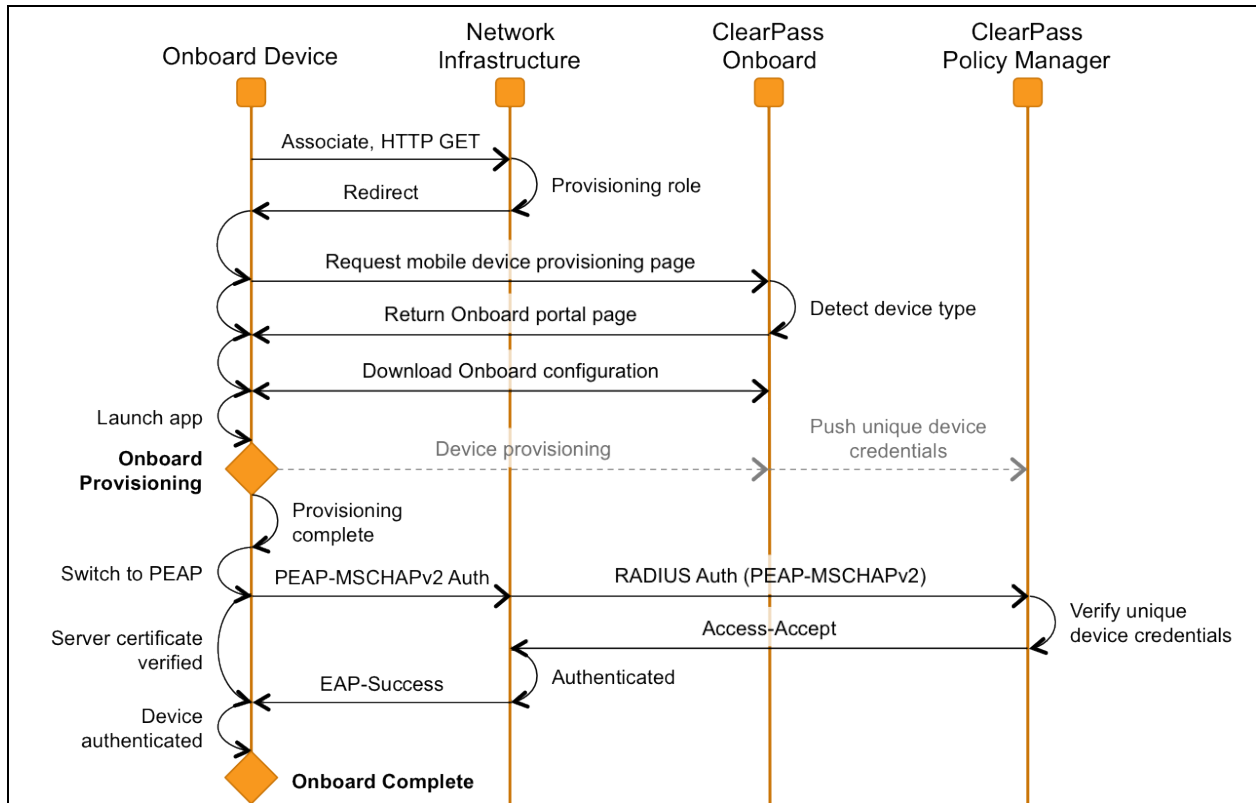 Onboard Device
Network
Infrastructure
ClearPass
Onboard
ClearPass
Policy Manager
Associate, HTTP GET
Provisioning role
Redirect
Request mobile device provisioning page
Detect device type
Return Onboard portal page
Download Onboard configuration
Launch app
Onboard
Provisioning
Device provisioning
Push unique device
credentials
Provisioning
complete
Switch to PEAP
PEAP-MSCHAPv2 Auth
RADIUS Auth (PEAP-MSCHAPv2)
Verify unique
device credentials
Access-Accept
Server certificate
verified
Authenticated
EAP-Success
Device
authenticated
Onboard Complete